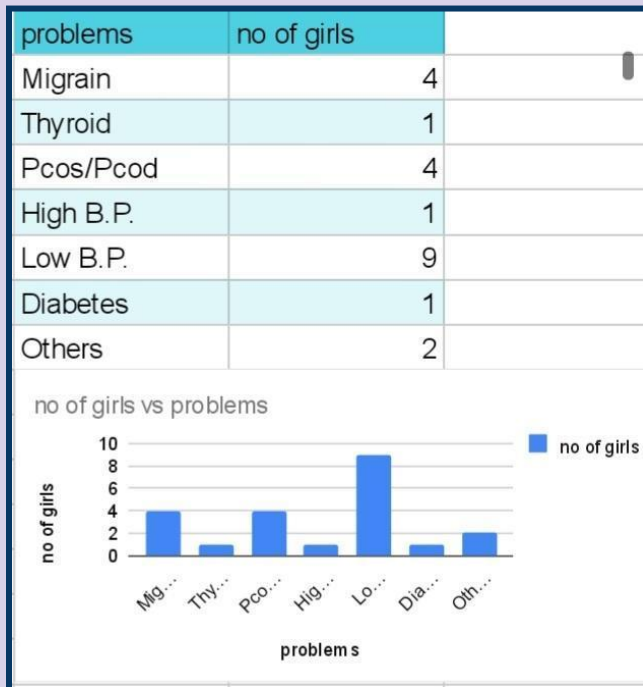 problems no of girls
Migrain 4
Thyroid 1
Pcos/Pcod 4
High B.P. 1
Low B.P. 9
Diabetes 1
Others 2
no of girls vs problems
10
8
6
4
2
0
no of girls
no of girls
Mig... Thy... Pco... Hig... Lo... Dia... Oth...
problems